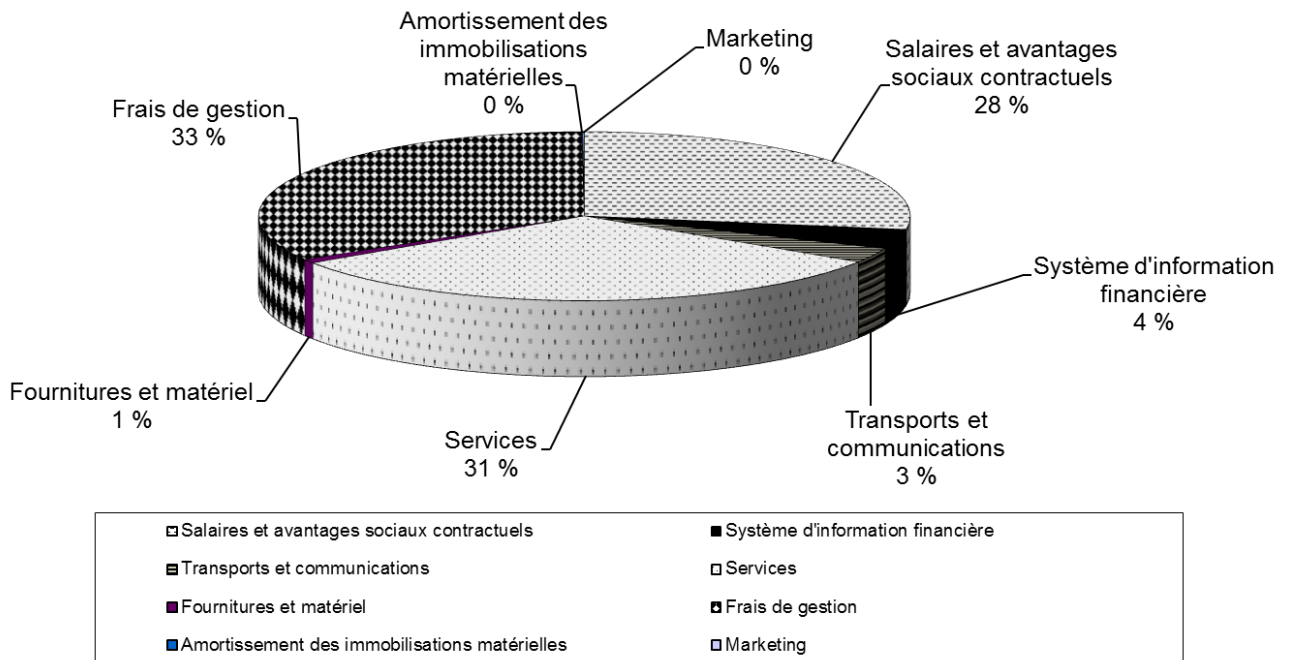 Amortissement des
immobilisations
matérielles
0 %
Marketing
0 %
Salaires et avantages
sociaux contractuels
28 %
Frais de gestion
33 %
Système d'information
financière
4 %
Fournitures et matériel
1 %
Services
31 %
Transports et
communications
3 %
Salaires et avantages sociaux contractuels
Système d'information financière
Transports et communications
Services
Fournitures et matériel
Frais de gestion
Amortissement des immobilisations matérielles
Marketing